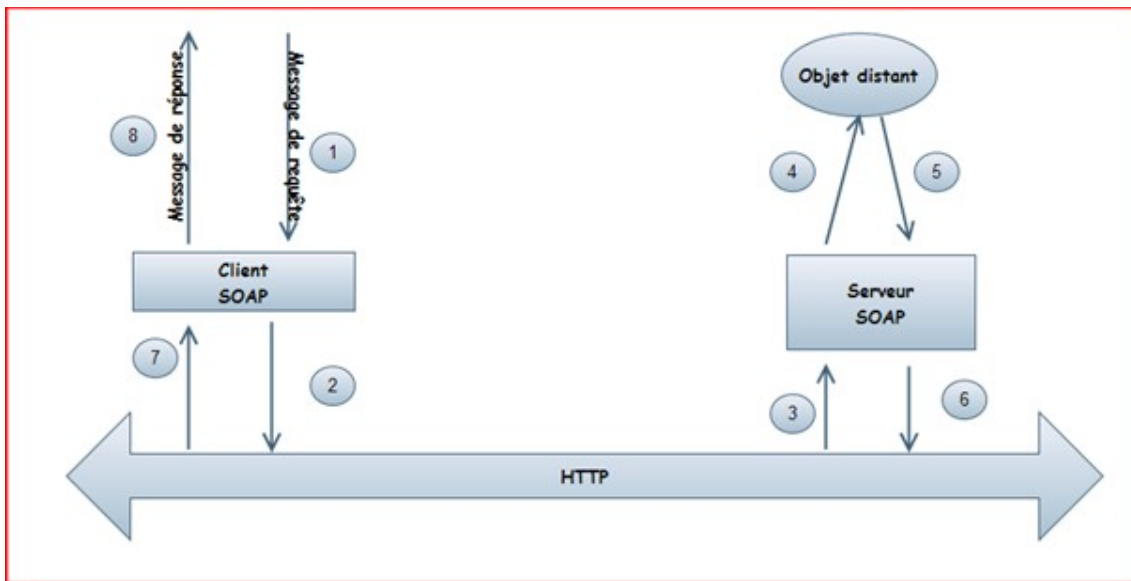 Message de réponse
Message de requête
8
1
Objet distant
4
5
Client
SOAP
Serveur
SOAP
7
2
3
6
HTTP